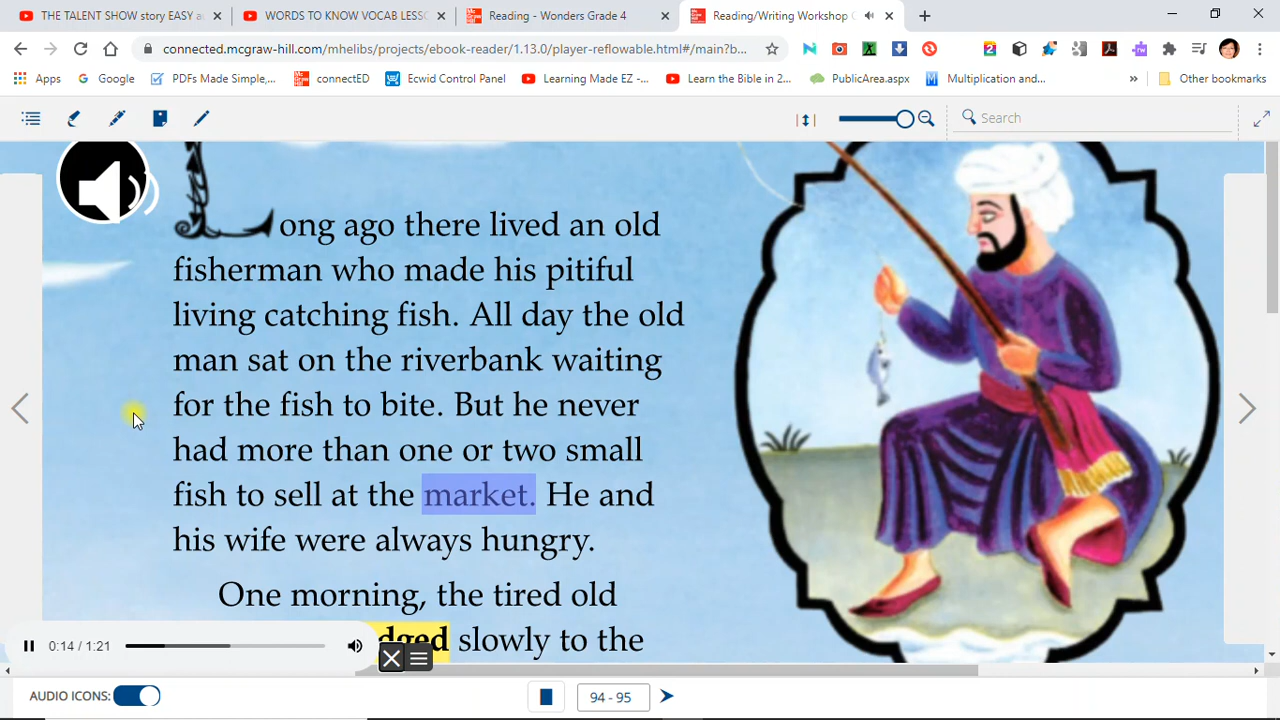 THE TALENT SHOW story EASY a
WORDS TO KNOW VOCAB LESS
Reading - Wonders Grade 4
Reading/Writing Workshop
connected.mcgraw-hill.com/mhelibs/projects/ebook-reader/1.13.0/player-reflowable.html#/main?b...
Apps
Google
PDFs Made Simple,...
connectED
Ecwid Control Panel
Learning Made EZ -...
Learn the Bible in 2...
PublicArea.aspx
Multiplication and...
»
Other bookmarks
Search
Long ago there lived an old
fisherman who made his pitiful
living catching fish. All day the old
man sat on the riverbank waiting
for the fish to bite. But he never
had more than one or two small
fish to sell at the market. He and
his wife were always hungry.
One morning, the tired old
dged slowly to the
0:14 / 1:21
AUDIO ICONS:
94 - 95